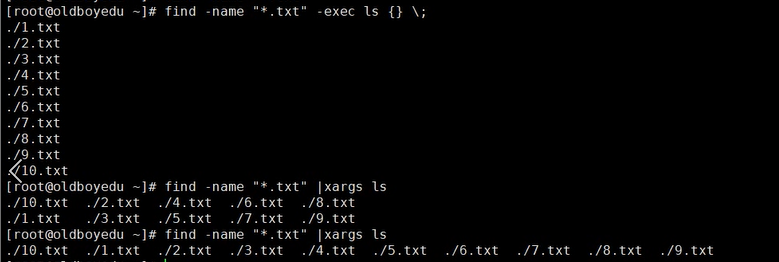 [root@oldboyedu ~]# find -name "*.txt" -exec ls {} \;
./1.txt
./2.txt
./3.txt
./4.txt
./5.txt
./6.txt
./7.txt
./8.txt
./9.txt
./10.txt
[root@oldboyedu ~]# find -name "*.txt" |xargs ls
./10.txt  ./2.txt  ./4.txt  ./6.txt  ./8.txt
./1.txt   ./3.txt  ./5.txt  ./7.txt  ./9.txt
[root@oldboyedu ~]# find -name "*.txt" |xargs ls
./10.txt  ./1.txt  ./2.txt  ./3.txt  ./4.txt  ./5.txt  ./6.txt  ./7.txt  ./8.txt  ./9.txt